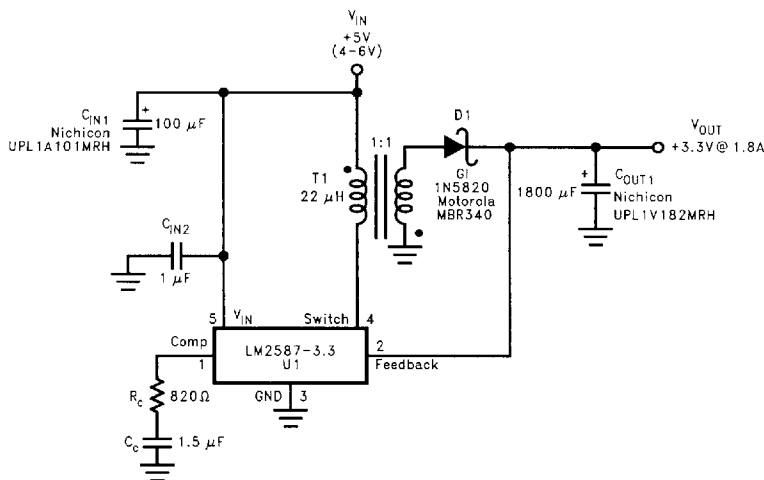 V_IN
+5V
(4-6V)
C_IN1
Nichicon
UPL1A101MRH
+
100 μF
D1
1:1
V_OUT
+3.3V@ 1.8A
T1
22 μH
GI
1N5820
Motorola
MBR340
1800 μF
+
C_OUT1
Nichicon
UPL1V182MRH
C_IN2
1 μF
5
V_IN
Switch
4
Comp
1
LM2587-3.3
U1
2
Feedback
GND
3
R_c
820Ω
C_c
1.5 μF